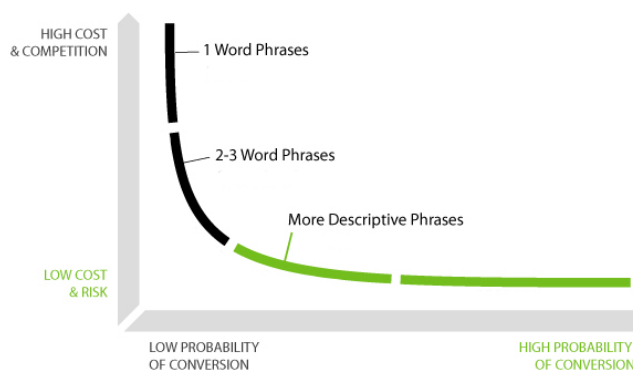 HIGH COST
& COMPETITION
1 Word Phrases
2-3 Word Phrases
More Descriptive Phrases
LOW COST
& RISK
LOW PROBABILITY
OF CONVERSION
HIGH PROBABILITY
OF CONVERSION